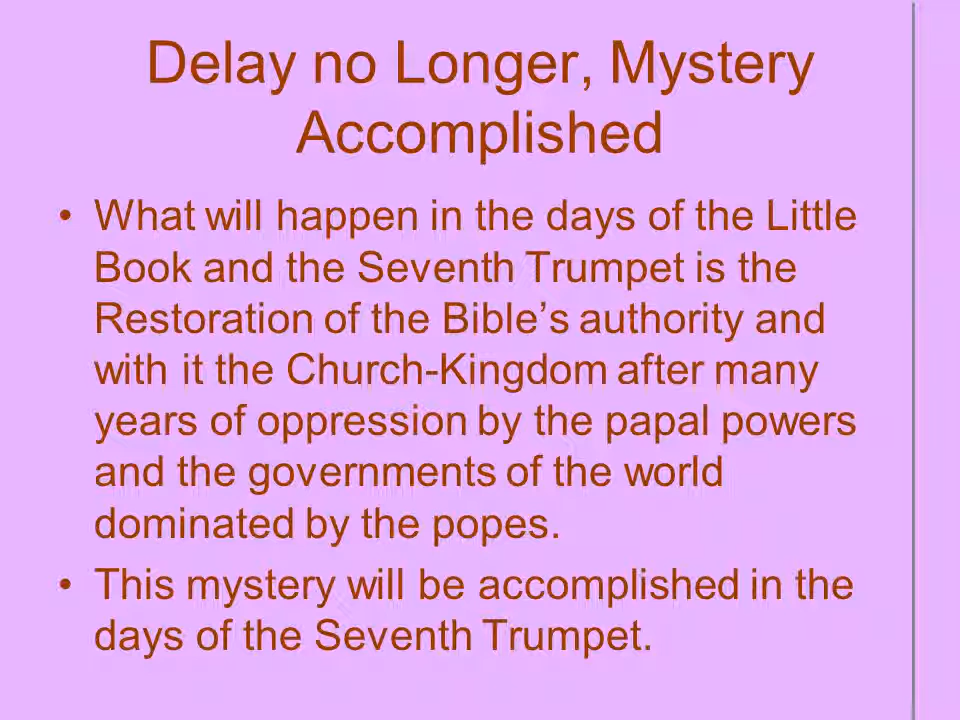 Delay no Longer, Mystery
Accomplished
• What will happen in the days of the Little
Book and the Seventh Trumpet is the
Restoration of the Bible’s authority and
with it the Church-Kingdom after many
years of oppression by the papal powers
and the governments of the world
dominated by the popes.
• This mystery will be accomplished in the
days of the Seventh Trumpet.